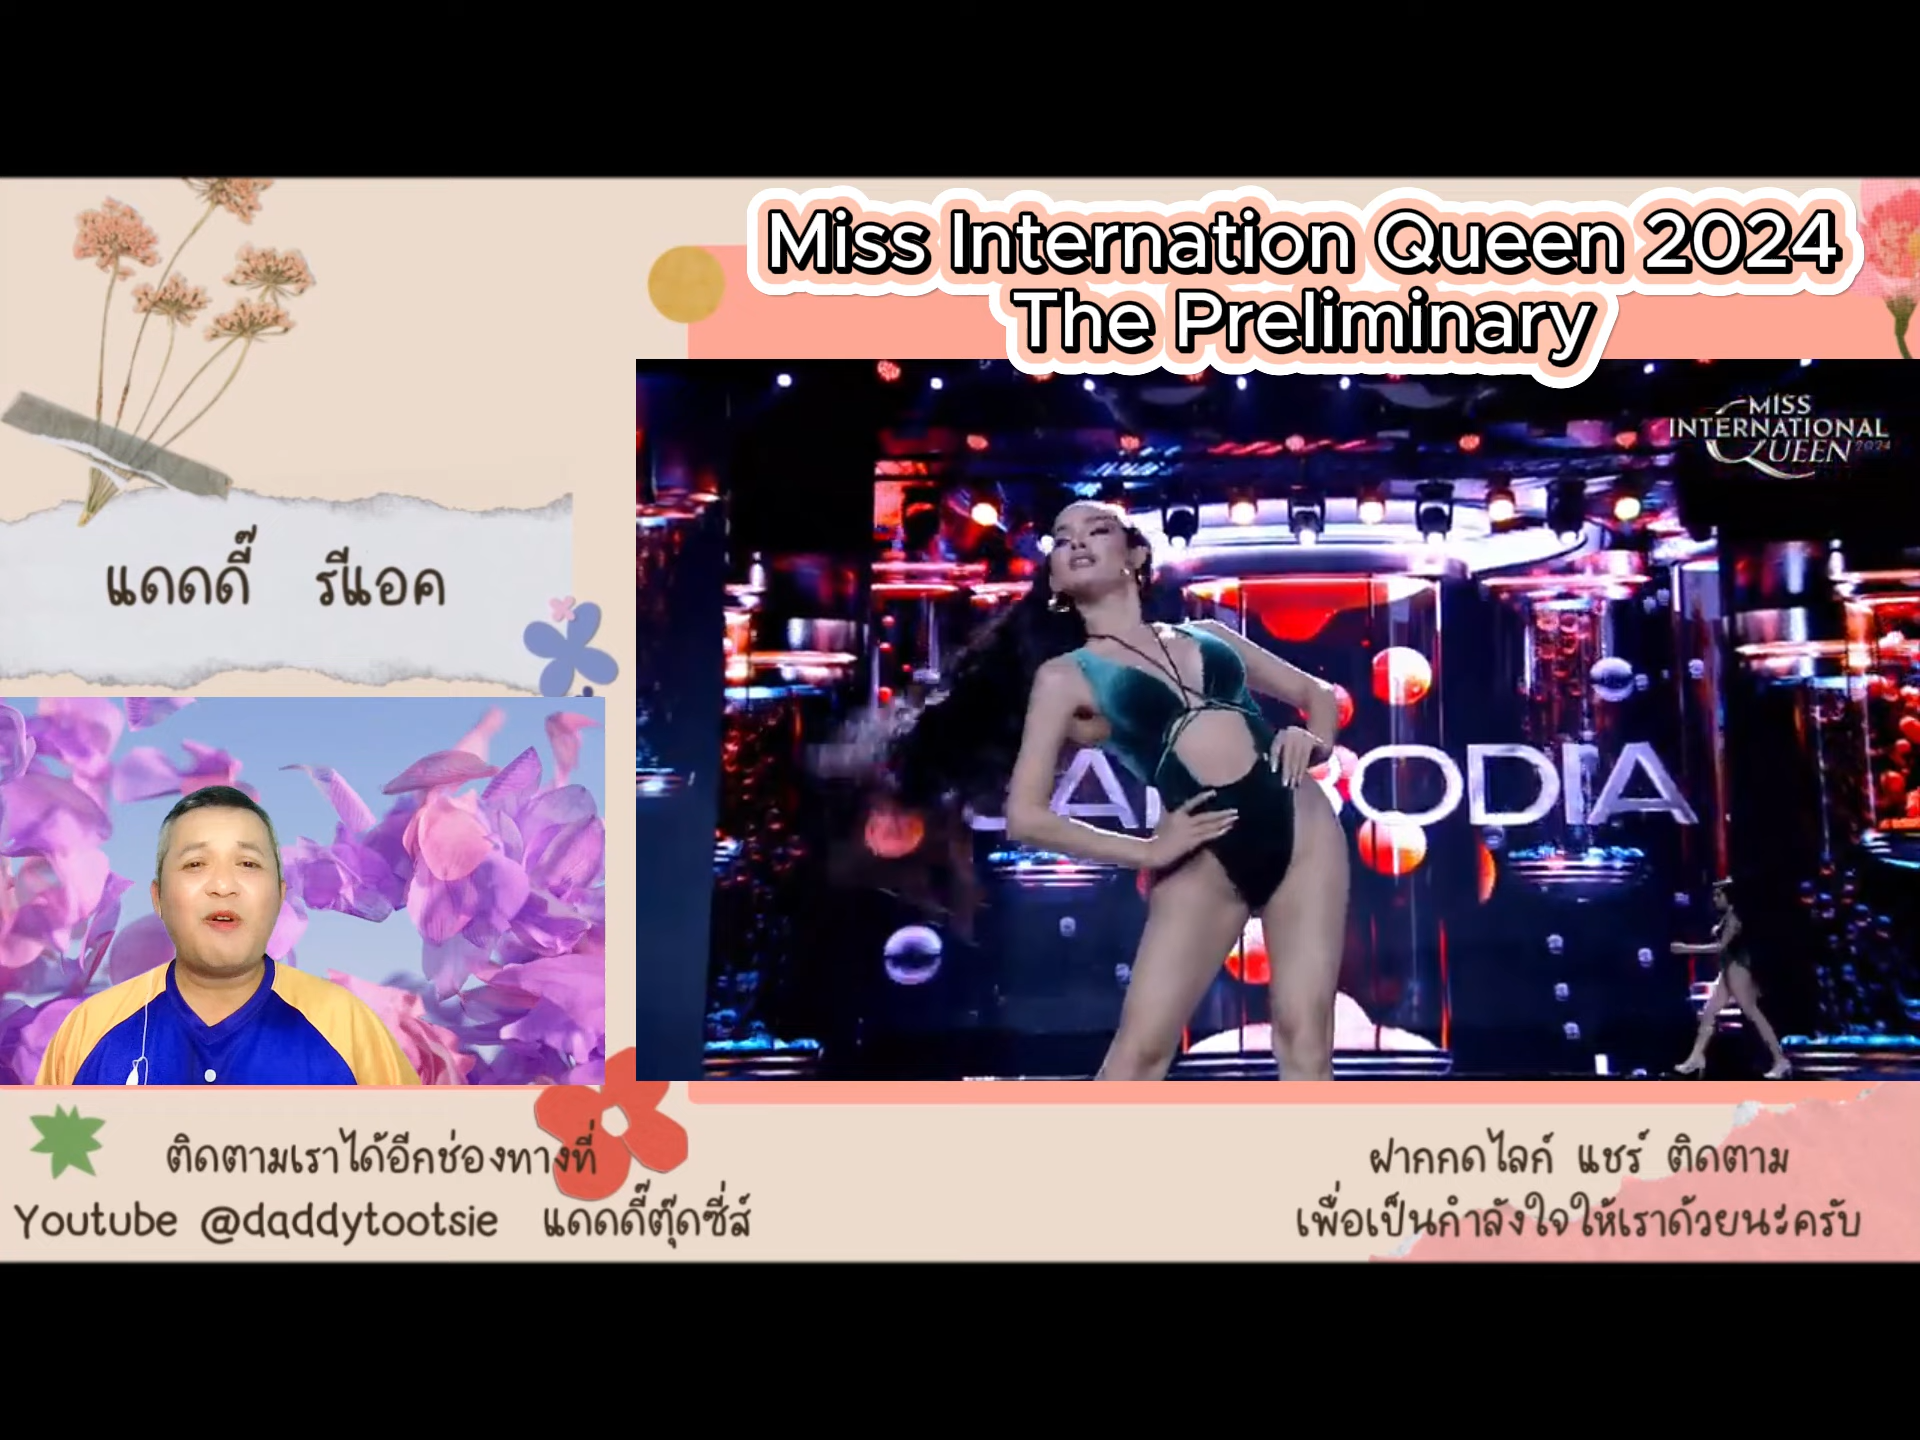 Miss Internation Queen 2024
The Preliminary
MISS
INTERNATIONAL
QUEEN 2024
แดดดี๊ รีแอค
CAMBODIA
ติดตามเราได้อีกช่องทางที่
Youtube @daddytootsie แดดดี๊ตุ๊ดซี่ส์
ฝากกดไลก์ แชร์ ติดตาม
เพื่อเป็นกำลังใจให้เราด้วยนะครับ